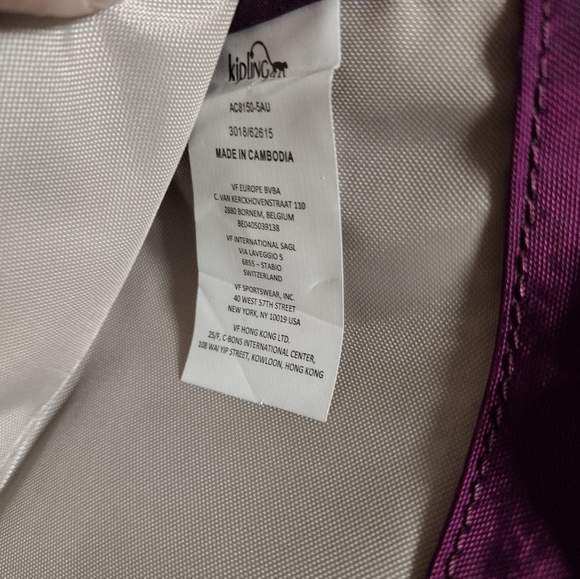 kipling
AC8150-5AU
3018/62615
MADE IN CAMBODIA
VF EUROPE BVBA
C. VAN KERCKHOVENSTRAAT 110
2880 BORNEM, BELGIUM
BE0405039138
VF INTERNATIONAL SAGL
VIA LAVEGGIO 5
6855 – STABIO
SWITZERLAND
VF SPORTSWEAR, INC.
40 WEST 57TH STREET
NEW YORK, NY 10019 USA
VF HONG KONG LTD.
25/F, C-BONS INTERNATIONAL CENTER,
108 WAI YIP STREET, KOWLOON, HONG KONG